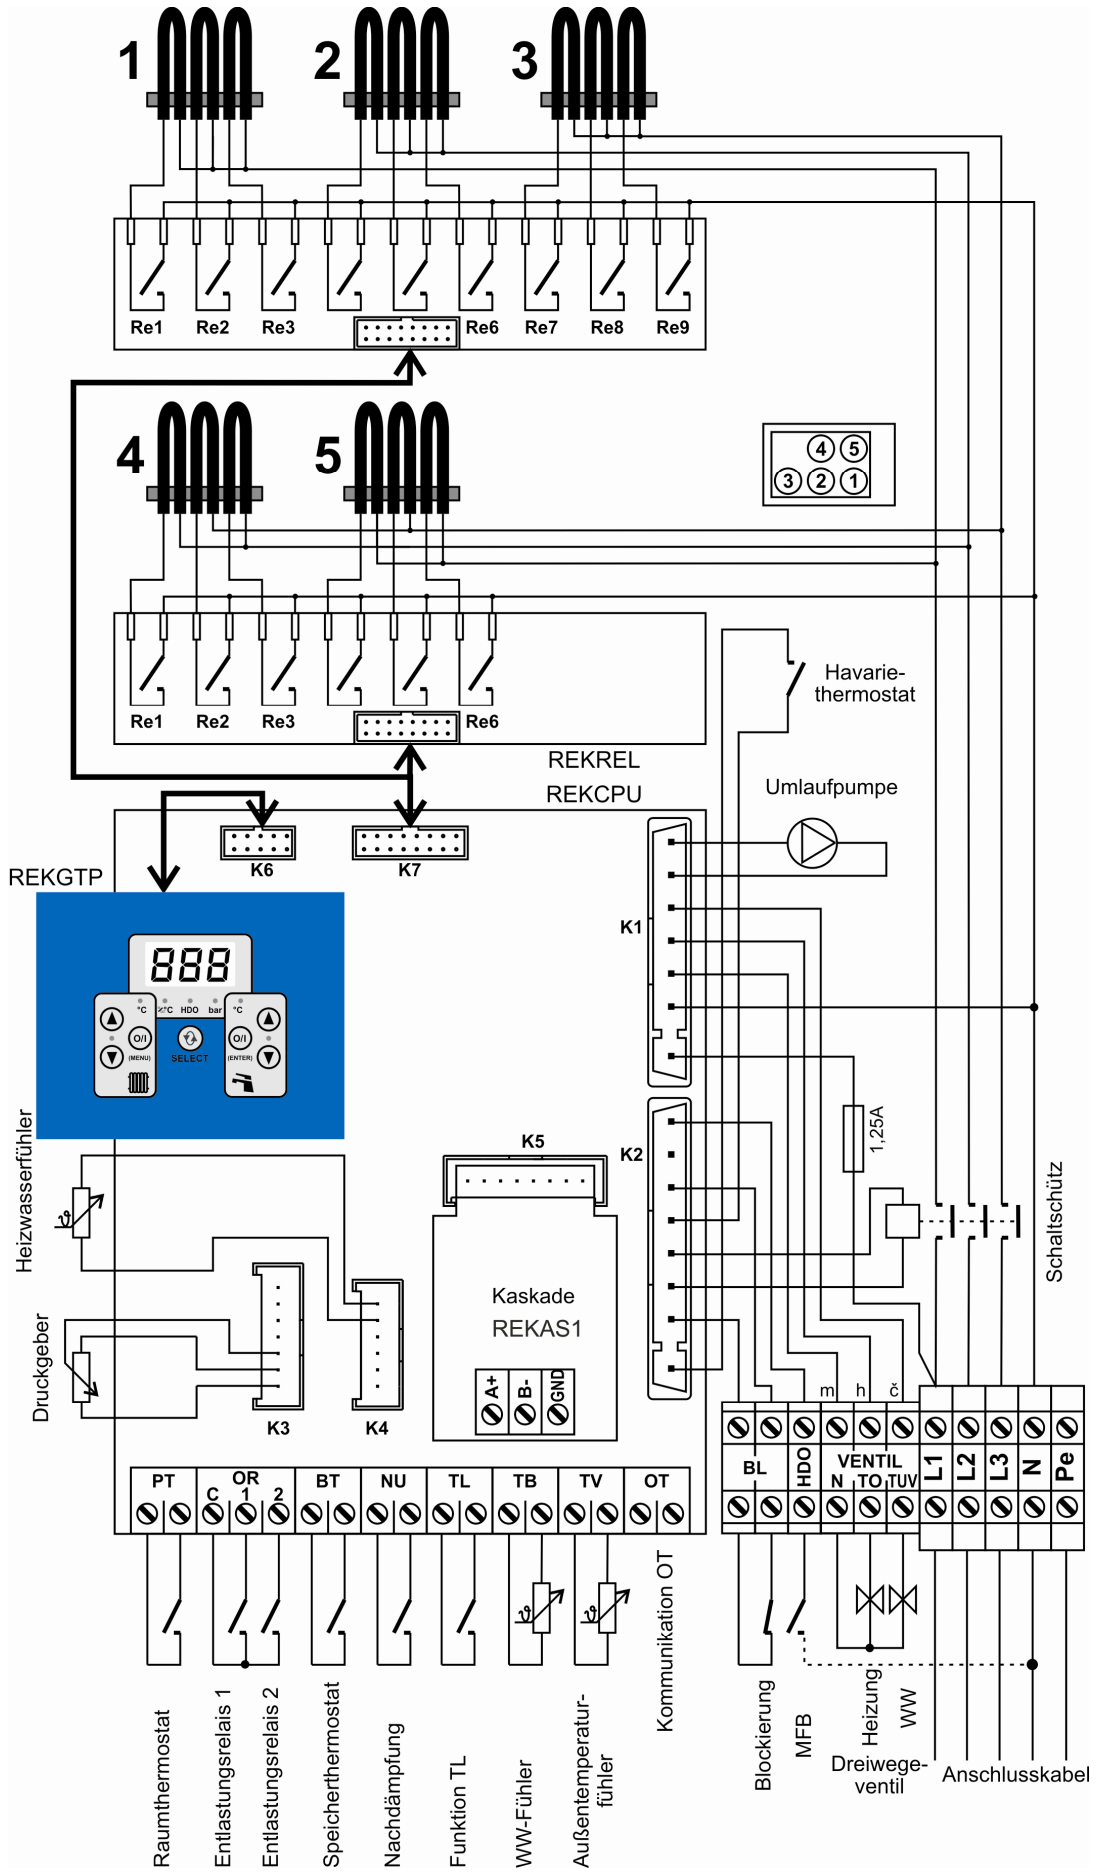 1 2 3
Re1 Re2 Re3 Re6 Re7 Re8 Re9
4 5
4 5
3 2 1
Re1 Re2 Re3 Re6
Havarie-
thermostat
REKREL
REKCPU
Umlaufpumpe
K6 K7
REKGTP
K1
888
°C °C HDO bar °C
O/I O/I
(MENU) SELECT (ENTER)
1,25A
K5
K2
Heizwasserfühler
Schaltschütz
Kaskade
REKAS1
Druckgeber
A+ B- GND
m h č
K3 K4
BL HDO VENTIL L1 L2 L3 N Pe
N TO TUV
PT OR BT NU TL TB TV OT
C 1 2
Raumthermostat
Entlastungsrelais 1
Entlastungsrelais 2
Speicherthermostat
Nachdämpfung
Funktion TL
WW-Fühler
Außentemperatur-
fühler
Kommunikation OT
Blockierung
MFB
Heizung
WW
Dreiwege-
ventil
Anschlusskabel